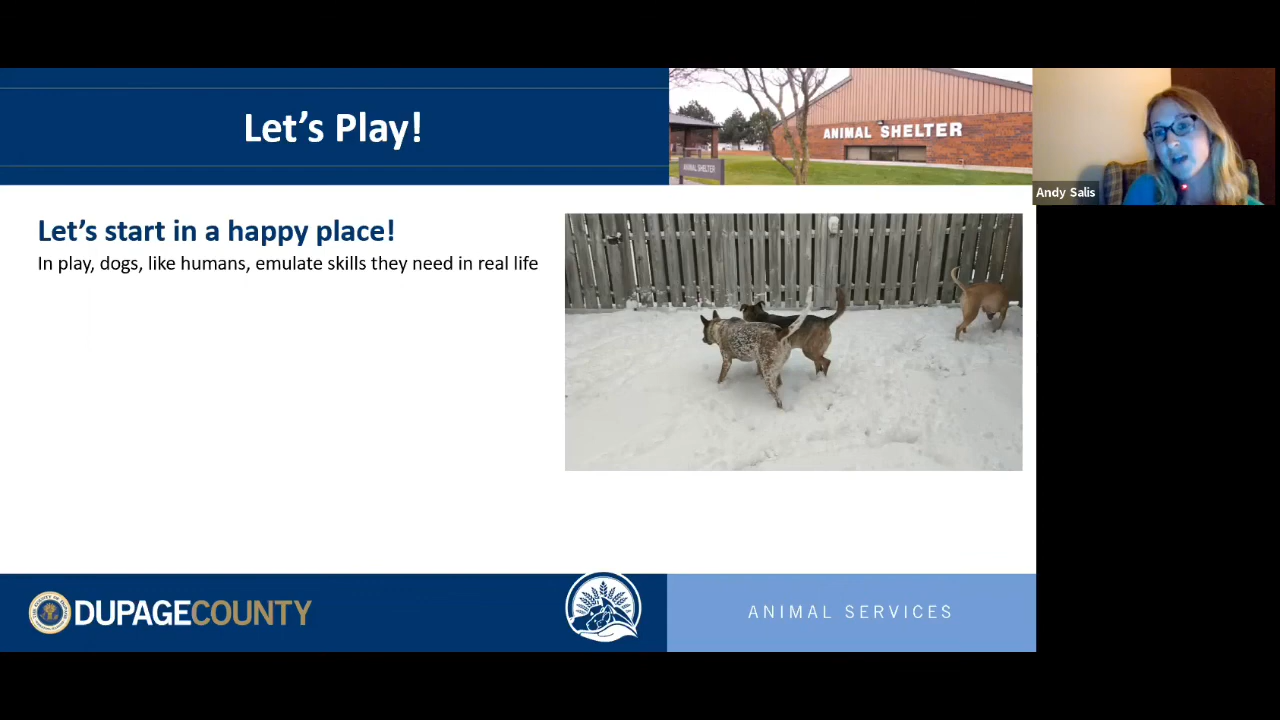 Let's Play!
ANIMAL SHELTER
ANIMAL SHELTER
Andy Salis
Let's start in a happy place!
In play, dogs, like humans, emulate skills they need in real life
DUPAGECOUNTY
ANIMAL SERVICES